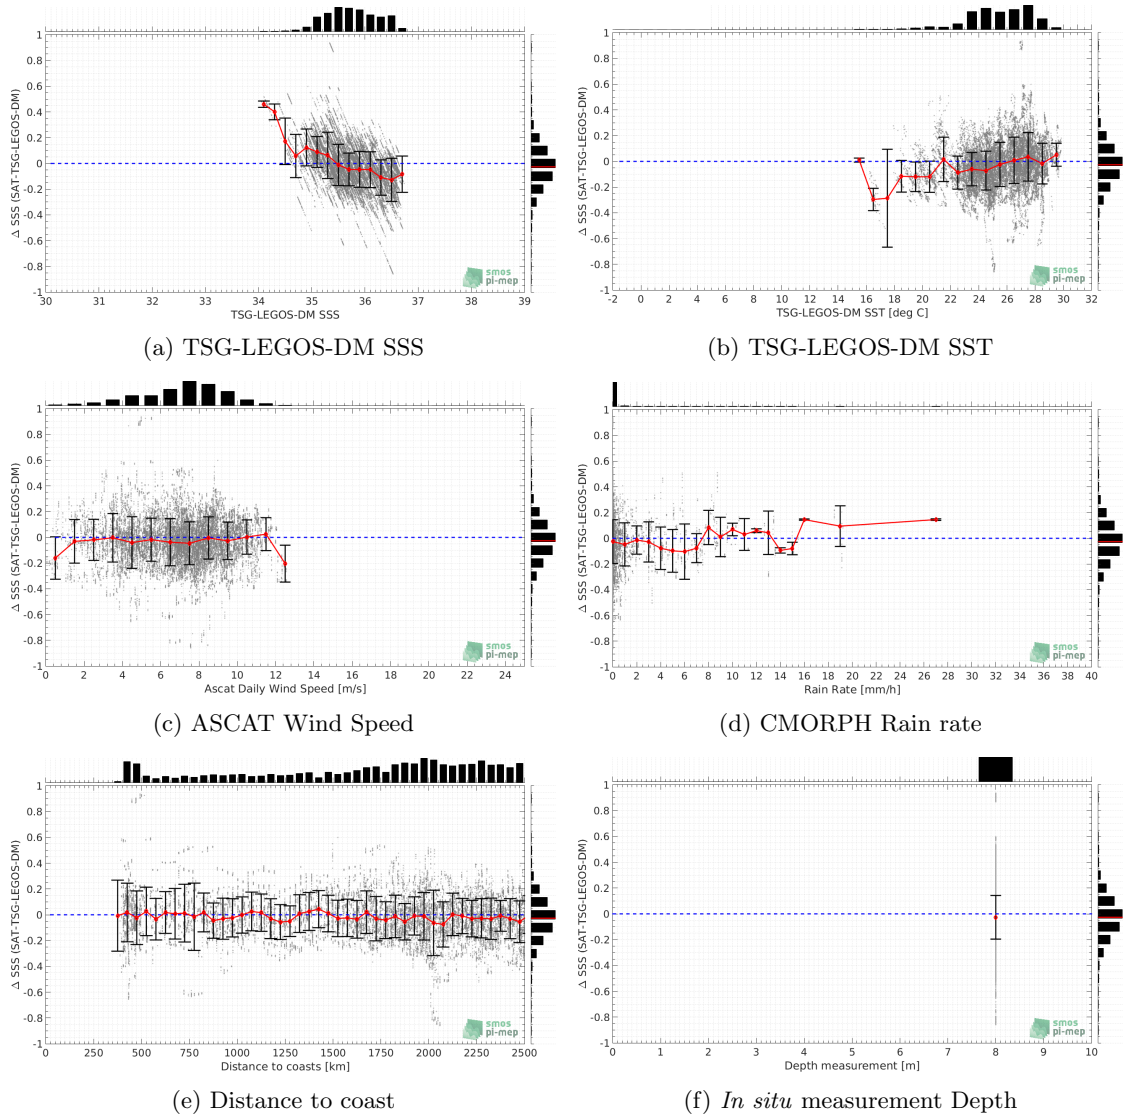 1
0.8
0.6
0.4
0.2
0
-0.2
-0.4
-0.6
-0.8
-1
Δ SSS (SAT-TSG-LEGOS-DM)
30 31 32 33 34 35 36 37 38 39
TSG-LEGOS-DM SSS
smos
pi-mep
(a) TSG-LEGOS-DM SSS
1
0.8
0.6
0.4
0.2
0
-0.2
-0.4
-0.6
-0.8
-1
Δ SSS (SAT-TSG-LEGOS-DM)
-2 0 2 4 6 8 10 12 14 16 18 20 22 24 26 28 30 32
TSG-LEGOS-DM SST [deg C]
smos
pi-mep
(b) TSG-LEGOS-DM SST
1
0.8
0.6
0.4
0.2
0
-0.2
-0.4
-0.6
-0.8
-1
Δ SSS (SAT-TSG-LEGOS-DM)
0 2 4 6 8 10 12 14 16 18 20 22 24
Ascat Daily Wind Speed [m/s]
smos
pi-mep
(c) ASCAT Wind Speed
1
0.8
0.6
0.4
0.2
0
-0.2
-0.4
-0.6
-0.8
-1
Δ SSS (SAT-TSG-LEGOS-DM)
0 2 4 6 8 10 12 14 16 18 20 22 24 26 28 30 32 34 36 38 40
Rain Rate [mm/h]
smos
pi-mep
(d) CMORPH Rain rate
1
0.8
0.6
0.4
0.2
0
-0.2
-0.4
-0.6
-0.8
-1
Δ SSS (SAT-TSG-LEGOS-DM)
0 250 500 750 1000 1250 1500 1750 2000 2250 2500
Distance to coasts [km]
smos
pi-mep
(e) Distance to coast
1
0.8
0.6
0.4
0.2
0
-0.2
-0.4
-0.6
-0.8
-1
Δ SSS (SAT-TSG-LEGOS-DM)
0 1 2 3 4 5 6 7 8 9 10
Depth measurement [m]
smos
pi-mep
(f) In situ measurement Depth